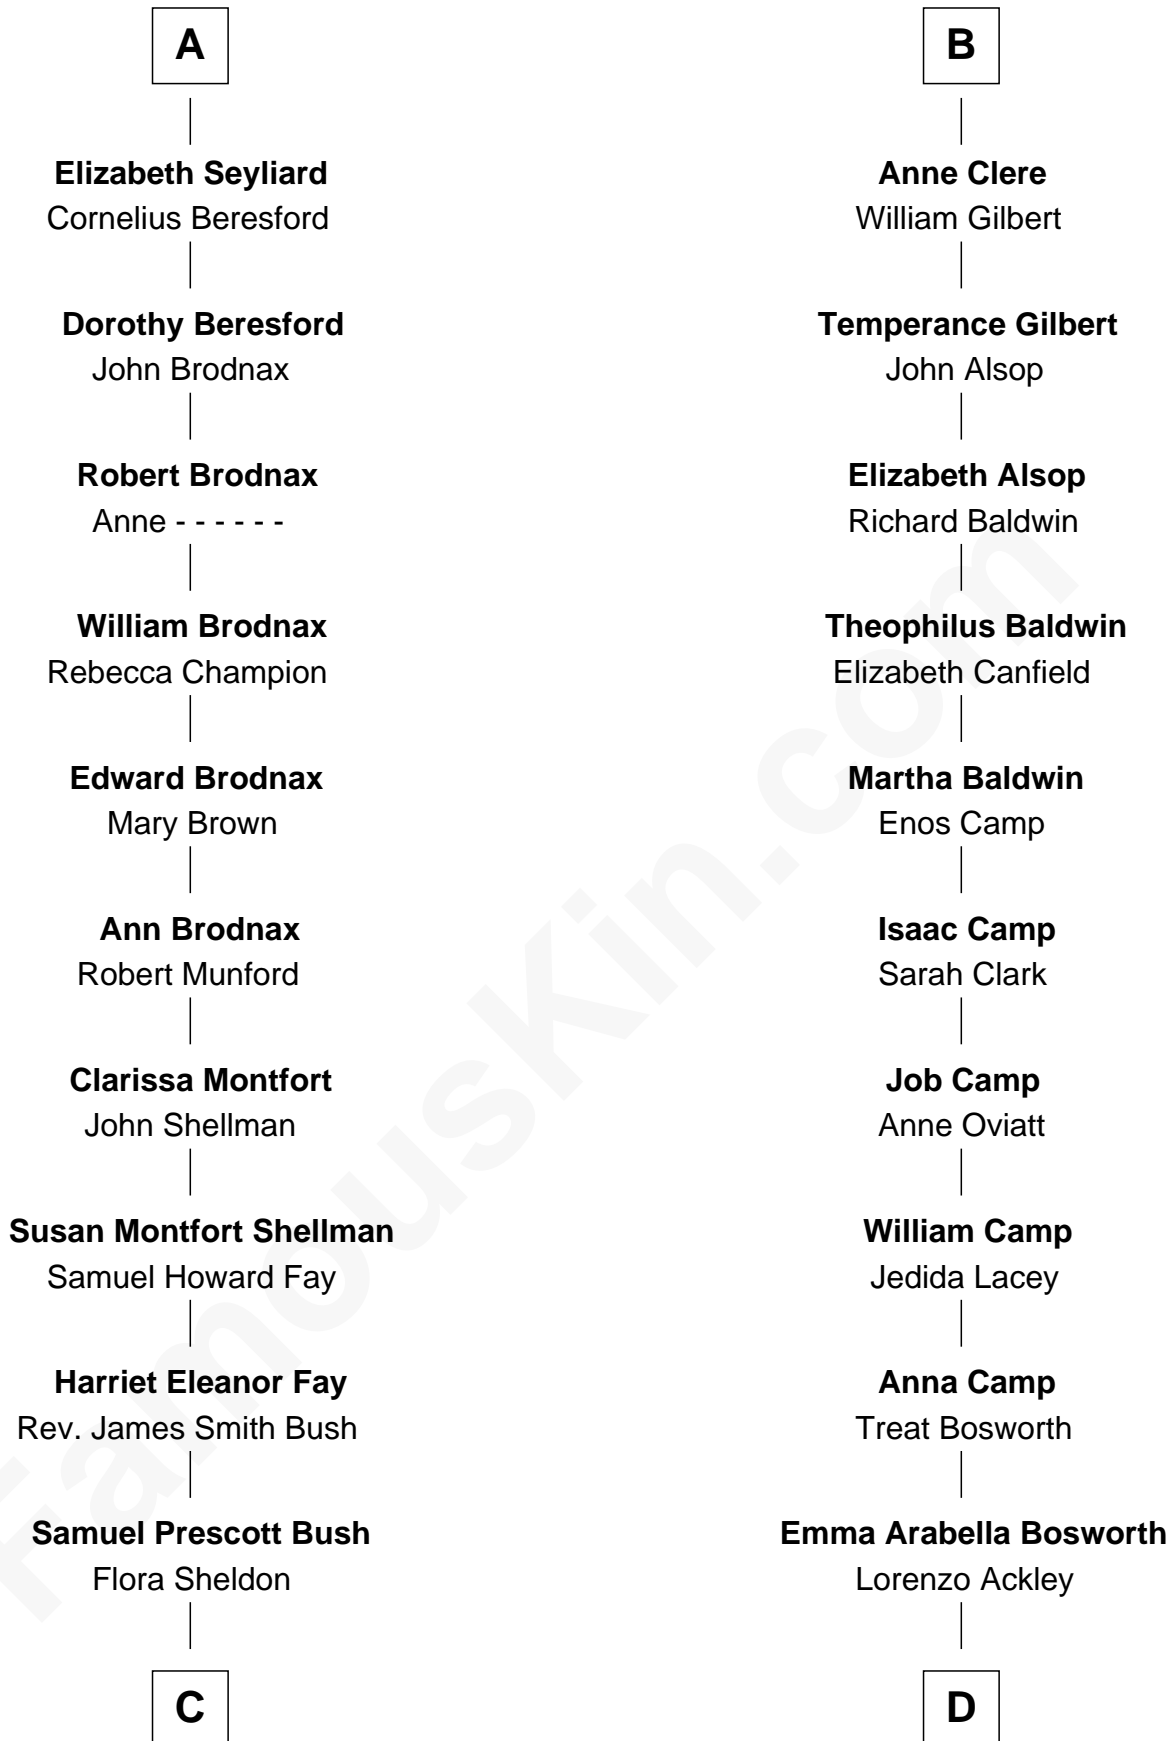 A
Elizabeth Seyliard
Cornelius Beresford
Dorothy Beresford
John Brodnax
Robert Brodnax
Anne - - - - - -
William Brodnax
Rebecca Champion
Edward Brodnax
Mary Brown
Ann Brodnax
Robert Munford
Clarissa Montfort
John Shellman
Susan Montfort Shellman
Samuel Howard Fay
Harriet Eleanor Fay
Rev. James Smith Bush
Samuel Prescott Bush
Flora Sheldon
C
B
Anne Clere
William Gilbert
Temperance Gilbert
John Alsop
Elizabeth Alsop
Richard Baldwin
Theophilus Baldwin
Elizabeth Canfield
Martha Baldwin
Enos Camp
Isaac Camp
Sarah Clark
Job Camp
Anne Oviatt
William Camp
Jedida Lacey
Anna Camp
Treat Bosworth
Emma Arabella Bosworth
Lorenzo Ackley
D
FamousKin.com